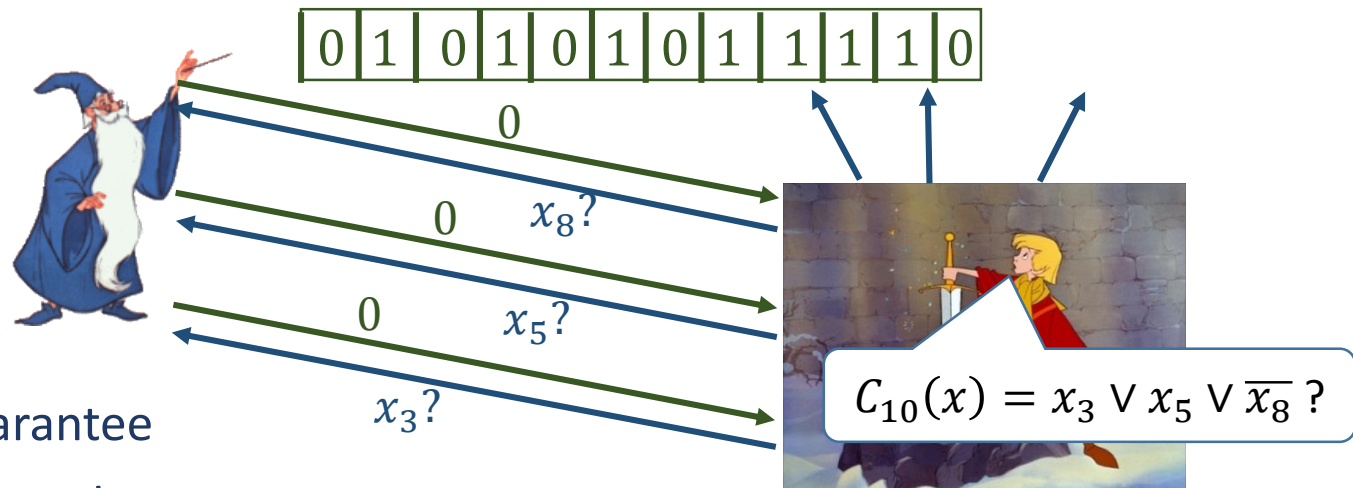 0 1 0 1 0 1 0 1 1 1 1 0
0
x₈?
0
x₅?
0
x₃?
C₁₀(x) = x₃ ∨ x₅ ∨ x̅₈ ?
arantee